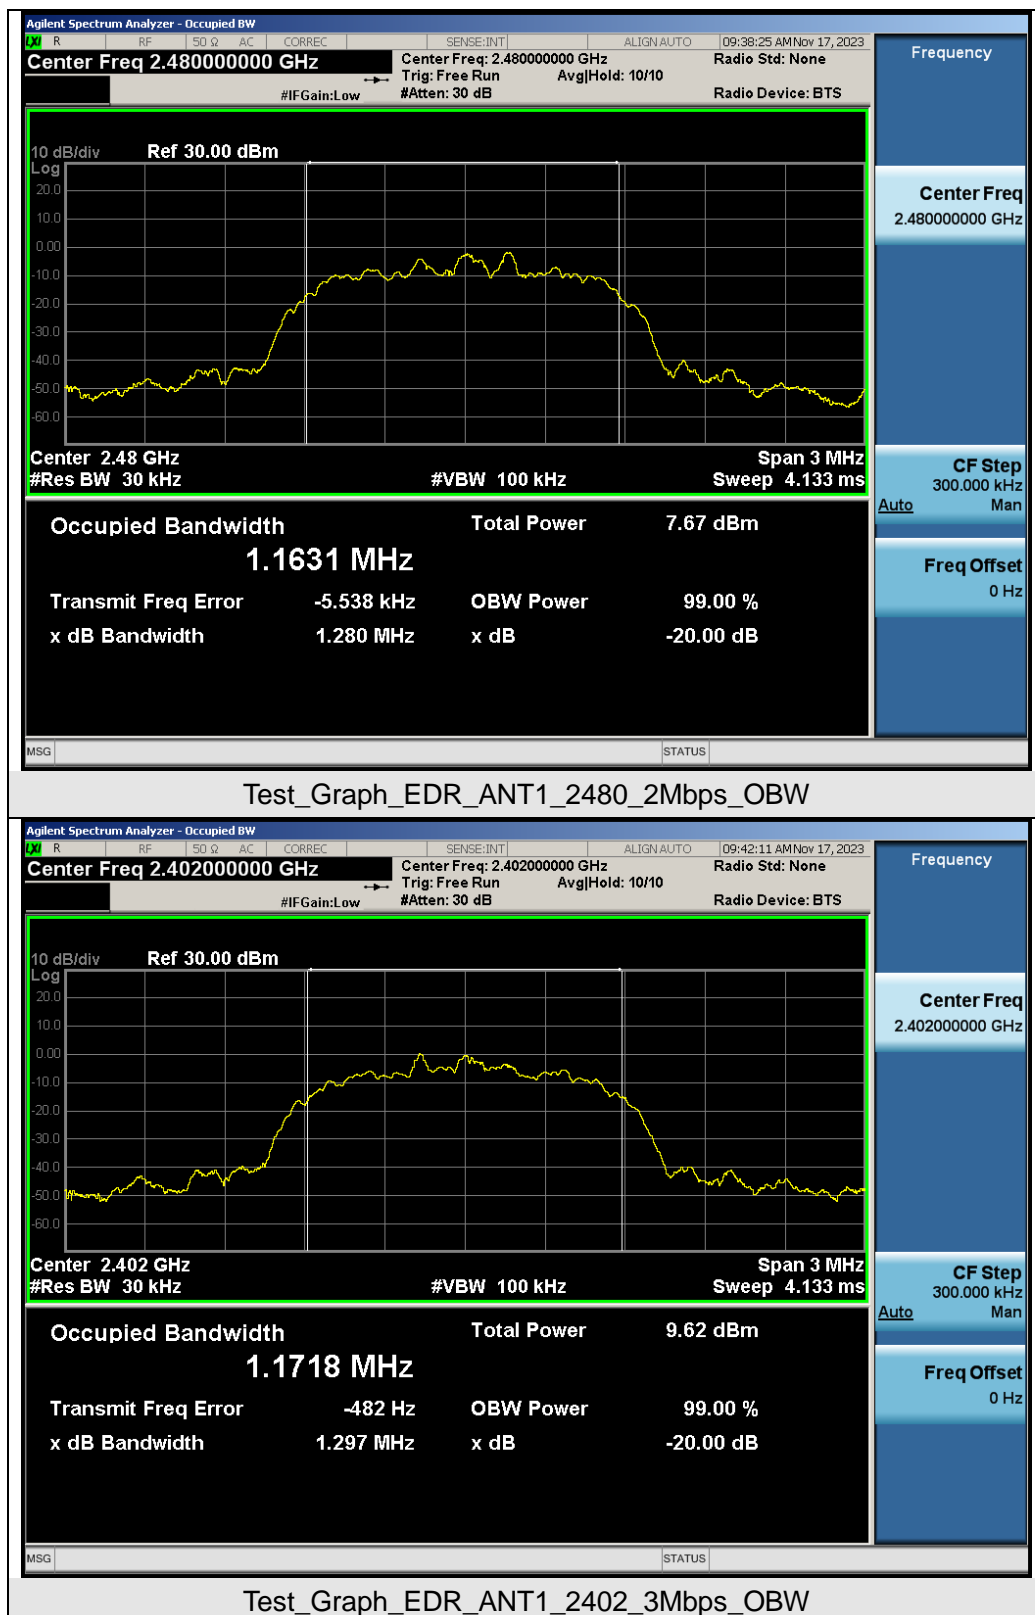 Agilent Spectrum Analyzer - Occupied BW
LXI R RF 50 Ω AC CORREC SENSE:INT ALIGN AUTO 09:38:25 AM Nov 17, 2023
Center Freq 2.480000000 GHz
Center Freq: 2.480000000 GHz Radio Std: None
Trig: Free Run Avg|Hold: 10/10
#IFGain:Low #Atten: 30 dB Radio Device: BTS
10 dB/div Ref 30.00 dBm
Log
20.0
10.0
0.00
-10.0
-20.0
-30.0
-40.0
-50.0
-60.0
Center 2.48 GHz Span 3 MHz
#Res BW 30 kHz #VBW 100 kHz Sweep 4.133 ms
Occupied Bandwidth Total Power 7.67 dBm
1.1631 MHz
Transmit Freq Error -5.538 kHz OBW Power 99.00 %
x dB Bandwidth 1.280 MHz x dB -20.00 dB
MSG STATUS
Frequency
Center Freq
2.480000000 GHz
CF Step
300.000 kHz
Auto Man
Freq Offset
0 Hz
Test_Graph_EDR_ANT1_2480_2Mbps_OBW
Agilent Spectrum Analyzer - Occupied BW
LXI R RF 50 Ω AC CORREC SENSE:INT ALIGN AUTO 09:42:11 AM Nov 17, 2023
Center Freq 2.402000000 GHz
Center Freq: 2.402000000 GHz Radio Std: None
Trig: Free Run Avg|Hold: 10/10
#IFGain:Low #Atten: 30 dB Radio Device: BTS
10 dB/div Ref 30.00 dBm
Log
20.0
10.0
0.00
-10.0
-20.0
-30.0
-40.0
-50.0
-60.0
Center 2.402 GHz Span 3 MHz
#Res BW 30 kHz #VBW 100 kHz Sweep 4.133 ms
Occupied Bandwidth Total Power 9.62 dBm
1.1718 MHz
Transmit Freq Error -482 Hz OBW Power 99.00 %
x dB Bandwidth 1.297 MHz x dB -20.00 dB
MSG STATUS
Frequency
Center Freq
2.402000000 GHz
CF Step
300.000 kHz
Auto Man
Freq Offset
0 Hz
Test_Graph_EDR_ANT1_2402_3Mbps_OBW